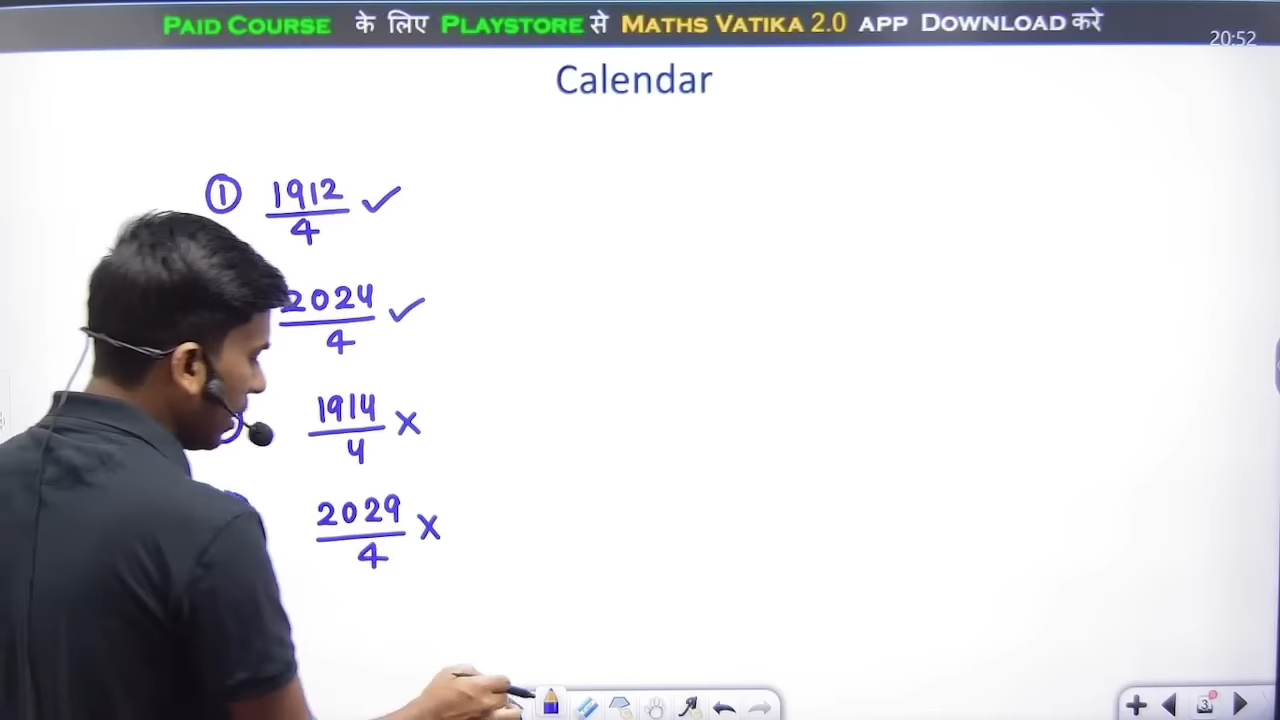 PAID COURSE के लिए PLAYSTORE से MATHS VATIKA 2.0 APP DOWNLOAD करे
20:52
Calendar
① 1912/4 ✓
2024/4 ✓
1914/4 ×
2029/4 ×
3